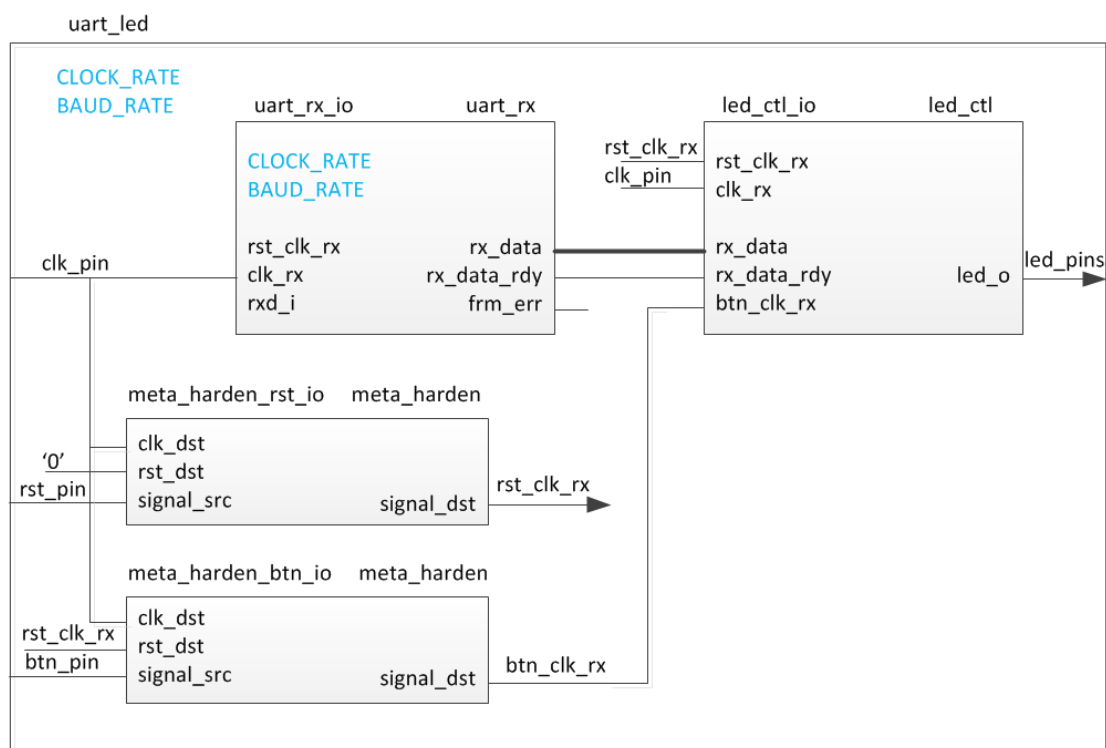 uart_led
CLOCK_RATE
BAUD_RATE
uart_rx_io uart_rx
CLOCK_RATE
BAUD_RATE
rst_clk_rx
clk_rx
rxd_i
rx_data
rx_data_rdy
frm_err
clk_pin
led_ctl_io led_ctl
rst_clk_rx
clk_pin
rst_clk_rx
clk_rx
rx_data
rx_data_rdy
btn_clk_rx
led_o
led_pins
meta_harden_rst_io meta_harden
clk_dst
rst_dst
signal_src
signal_dst
‘0’
rst_pin
rst_clk_rx
meta_harden_btn_io meta_harden
clk_dst
rst_dst
signal_src
signal_dst
rst_clk_rx
btn_pin
btn_clk_rx